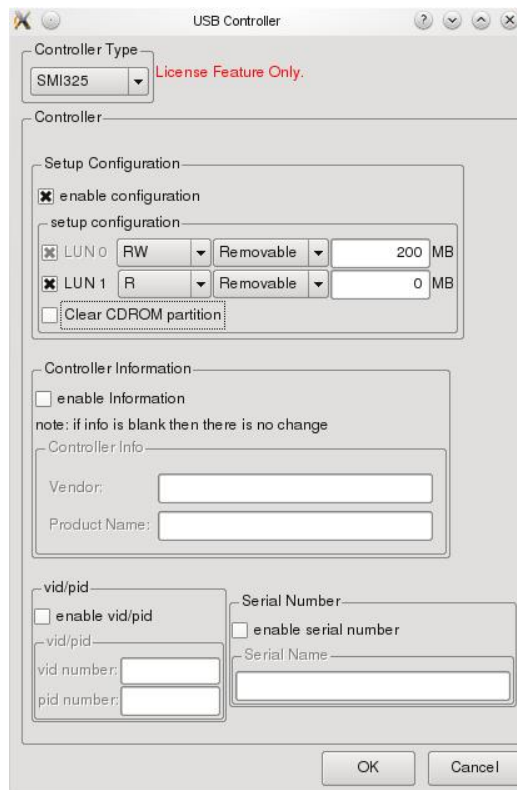 USB Controller
Controller Type
SMI325
License Feature Only.
Controller
Setup Configuration
enable configuration
setup configuration
LUN 0 RW Removable 200 MB
LUN 1 R Removable 0 MB
Clear CDROM partition
Controller Information
enable Information
note: if info is blank then there is no change
Controller Info
Vendor:
Product Name:
vid/pid
enable vid/pid
vid/pid
vid number:
pid number:
Serial Number
enable serial number
Serial Name
OK Cancel